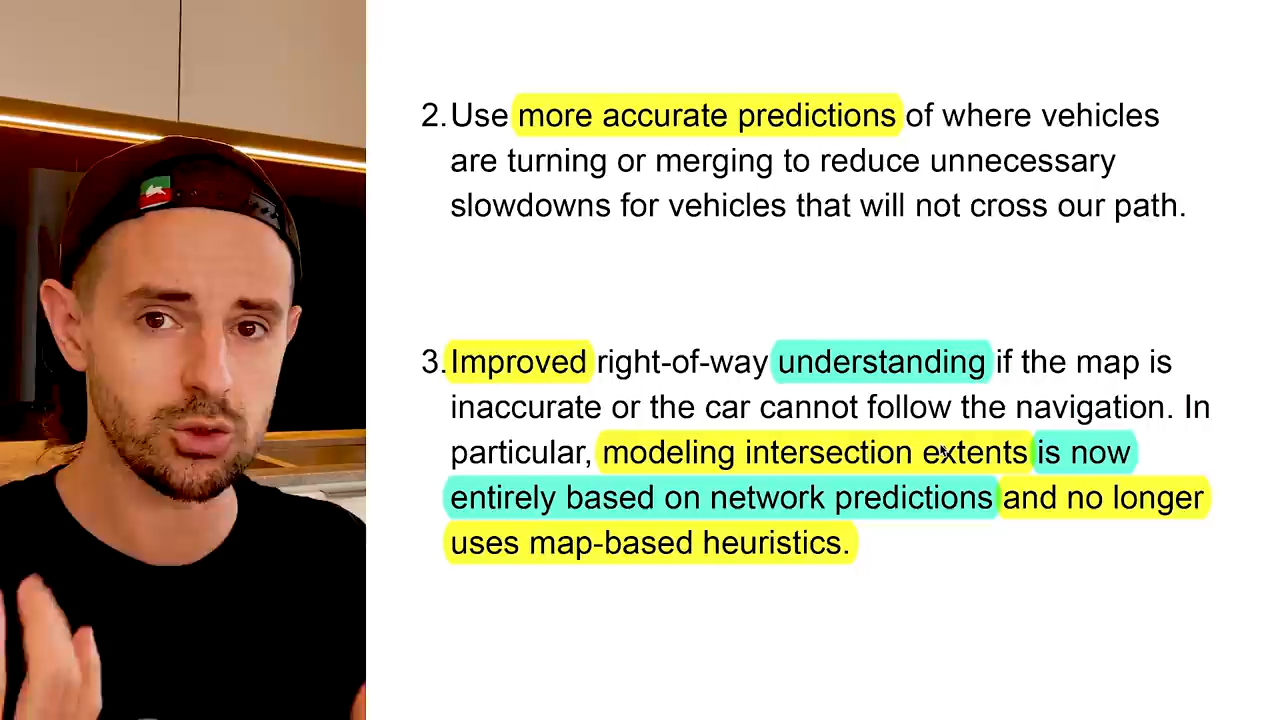 2. Use more accurate predictions of where vehicles
are turning or merging to reduce unnecessary
slowdowns for vehicles that will not cross our path.
3. Improved right-of-way understanding if the map is
inaccurate or the car cannot follow the navigation. In
particular, modeling intersection extents is now
entirely based on network predictions and no longer
uses map-based heuristics.